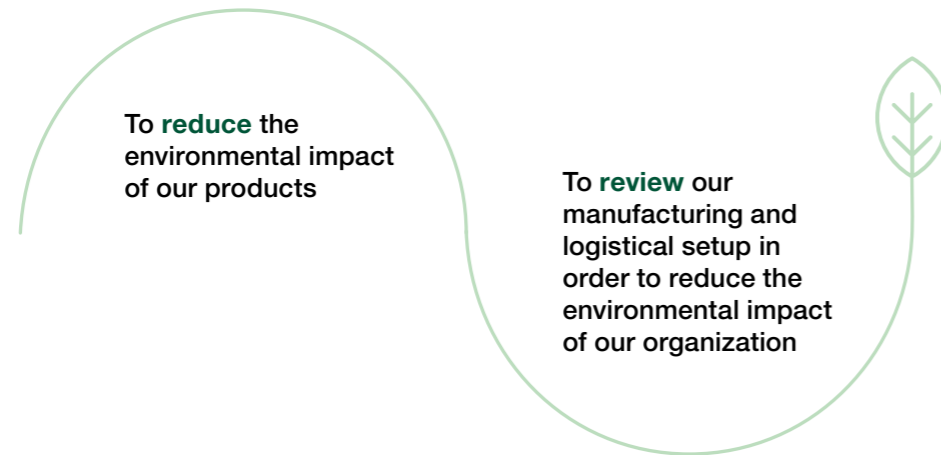 To reduce the
environmental impact
of our products
To review our
manufacturing and
logistical setup in
order to reduce the
environmental impact
of our organization